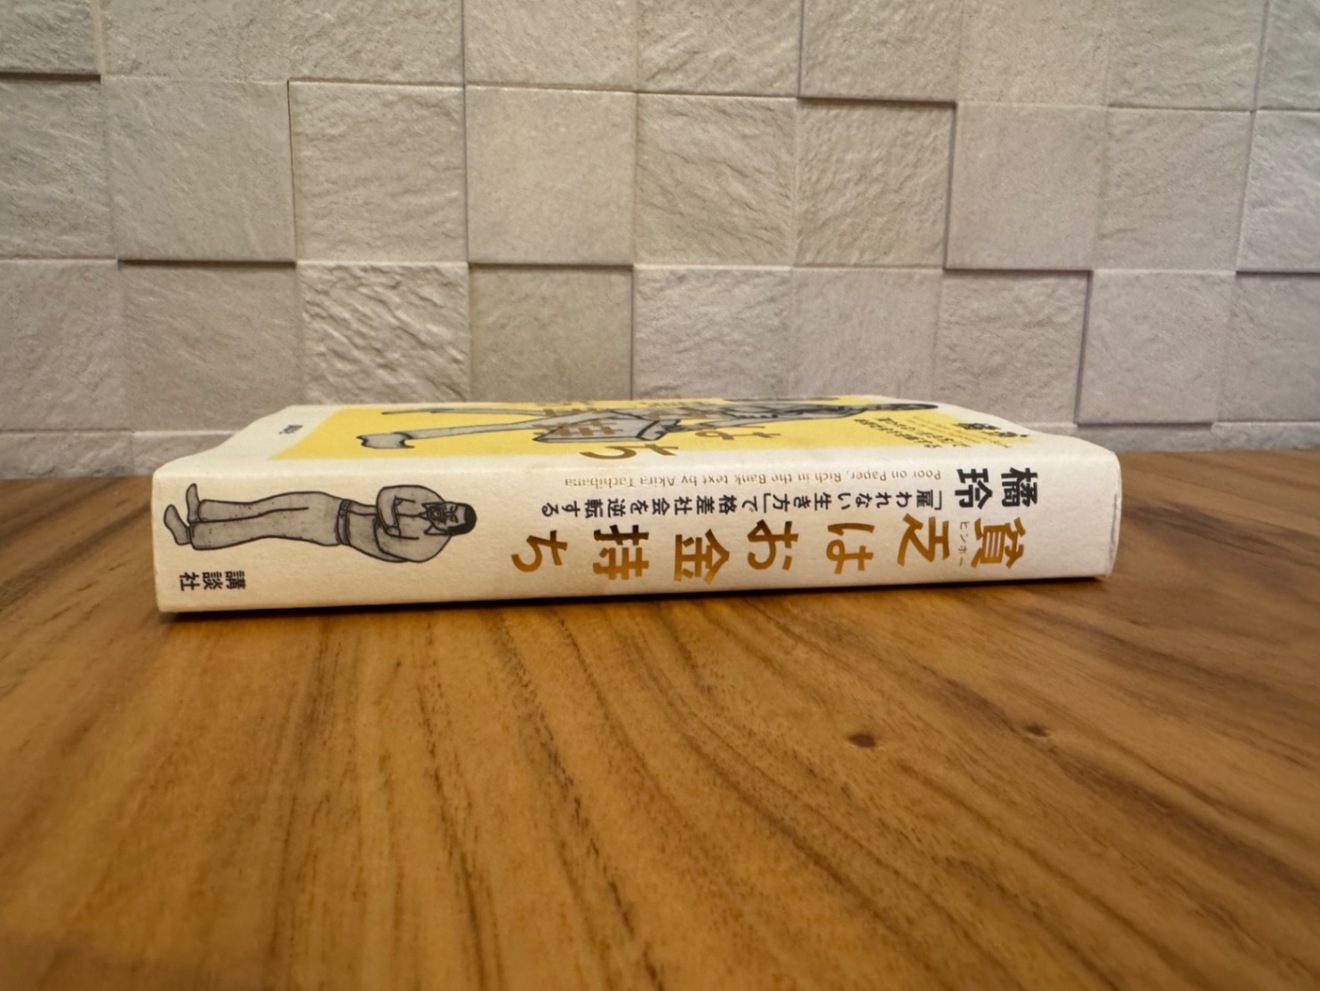 橘玲
貧乏はお金持ち
ビンボー
「雇われない生き方」で格差社会を逆転する
Poor on Paper, Rich in the Bank text by Akira Tachibana
講談社